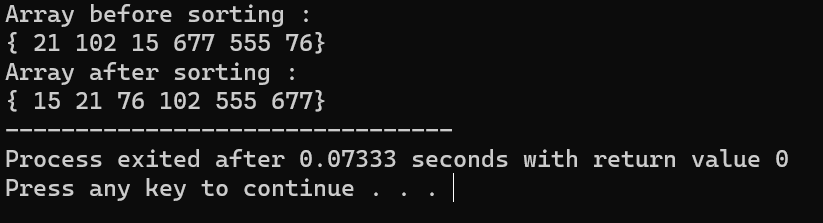 Array before sorting :
{ 21 102 15 677 555 76}
Array after sorting :
{ 15 21 76 102 555 677}
--------------------------------
Process exited after 0.07333 seconds with return value 0
Press any key to continue . . .